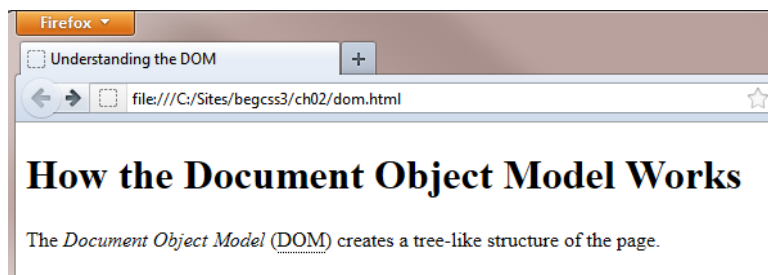 Firefox
Understanding the DOM
file:///C:/Sites/begcss3/ch02/dom.html
How the Document Object Model Works
The Document Object Model (DOM) creates a tree-like structure of the page.